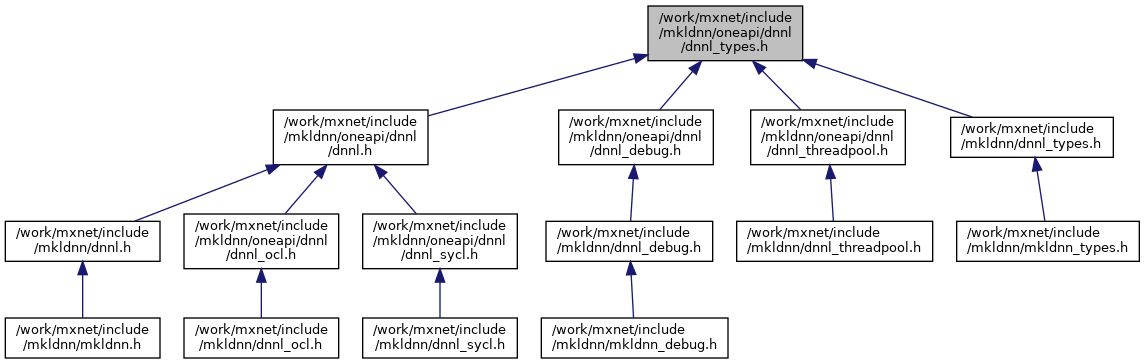 /work/mxnet/include
/mkldnn/oneapi/dnnl
/dnnl_types.h
/work/mxnet/include
/mkldnn/oneapi/dnnl
/dnnl.h
/work/mxnet/include
/mkldnn/oneapi/dnnl
/dnnl_debug.h
/work/mxnet/include
/mkldnn/oneapi/dnnl
/dnnl_threadpool.h
/work/mxnet/include
/mkldnn/dnnl_types.h
/work/mxnet/include
/mkldnn/dnnl.h
/work/mxnet/include
/mkldnn/oneapi/dnnl
/dnnl_ocl.h
/work/mxnet/include
/mkldnn/oneapi/dnnl
/dnnl_sycl.h
/work/mxnet/include
/mkldnn/dnnl_debug.h
/work/mxnet/include
/mkldnn/dnnl_threadpool.h
/work/mxnet/include
/mkldnn/mkldnn_types.h
/work/mxnet/include
/mkldnn/mkldnn.h
/work/mxnet/include
/mkldnn/dnnl_ocl.h
/work/mxnet/include
/mkldnn/dnnl_sycl.h
/work/mxnet/include
/mkldnn/mkldnn_debug.h